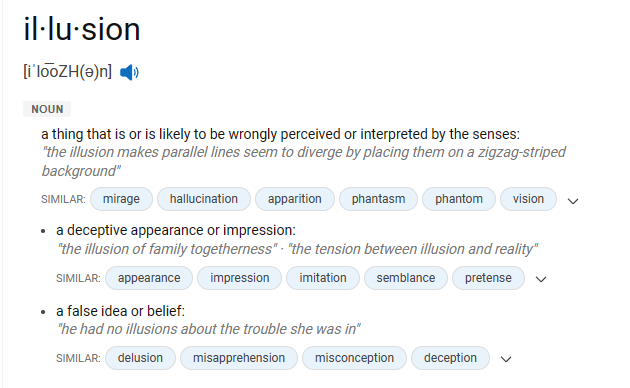 il·lu·sion
[iˈlo͞oZH(ə)n]
NOUN
a thing that is or is likely to be wrongly perceived or interpreted by the senses:
"the illusion makes parallel lines seem to diverge by placing them on a zigzag-striped
background"
SIMILAR: mirage hallucination apparition phantasm phantom vision
• a deceptive appearance or impression:
"the illusion of family togetherness" · "the tension between illusion and reality"
SIMILAR: appearance impression imitation semblance pretense
• a false idea or belief:
"he had no illusions about the trouble she was in"
SIMILAR: delusion misapprehension misconception deception